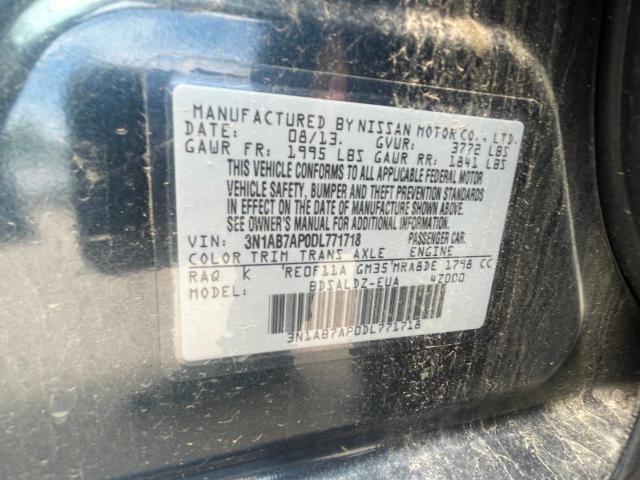 MANUFACTURED BY NISSAN MOTOR CO., LTD.
DATE: 08/13. GVWR: 3772 LBS
GAWR FR: 1995 LBS GAWR RR: 1841 LBS
THIS VEHICLE CONFORMS TO ALL APPLICABLE FEDERAL MOTOR
VEHICLE SAFETY, BUMPER AND THEFT PREVENTION STANDARDS
IN EFFECT ON THE DATE OF MANUFACTURE SHOWN ABOVE.
SEE OWNER'S MANUAL FOR ADDITIONAL INFORMATION.
VIN: 3N1AB7AP0DL771718 PASSENGER CAR.
COLOR TRIM TRANS AXLE ENGINE
RAQ K RE0F11A GM35 MRA8DE 1798 CC
MODEL: BDSALDZ-EUA 4Z000
3N1AB7AP0DL771718